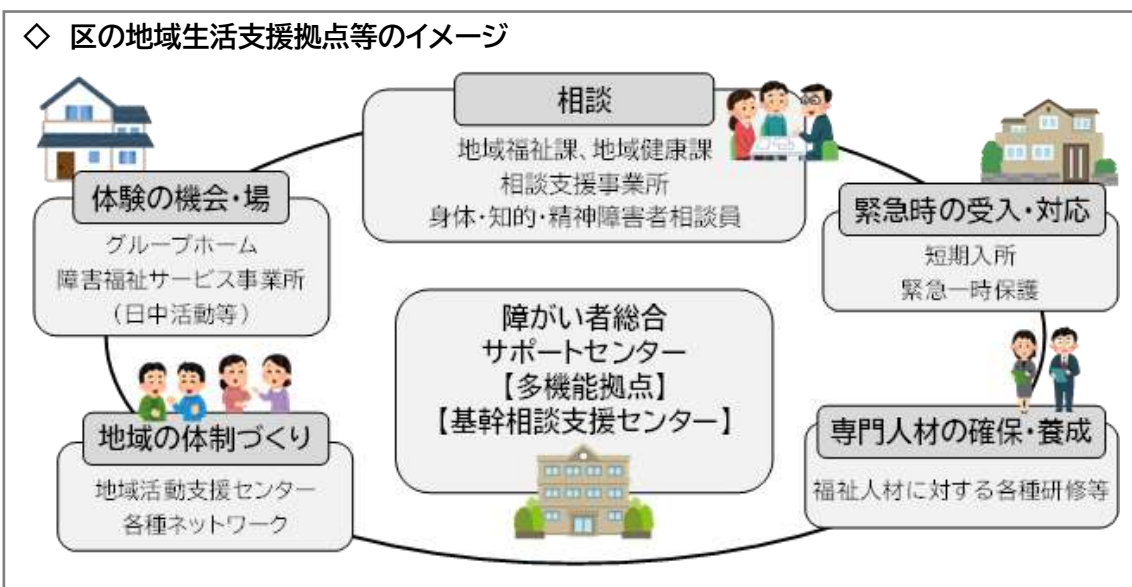 ◇ 区の地域生活支援拠点等のイメージ
相談
地域福祉課、地域健康課
相談支援事業所
身体・知的・精神障害者相談員
体験の機会・場
グループホーム
障害福祉サービス事業所
（日中活動等）
緊急時の受入・対応
短期入所
緊急一時保護
障がい者総合
サポートセンター
【多機能拠点】
【基幹相談支援センター】
地域の体制づくり
地域活動支援センター
各種ネットワーク
専門人材の確保・養成
福祉人材に対する各種研修等